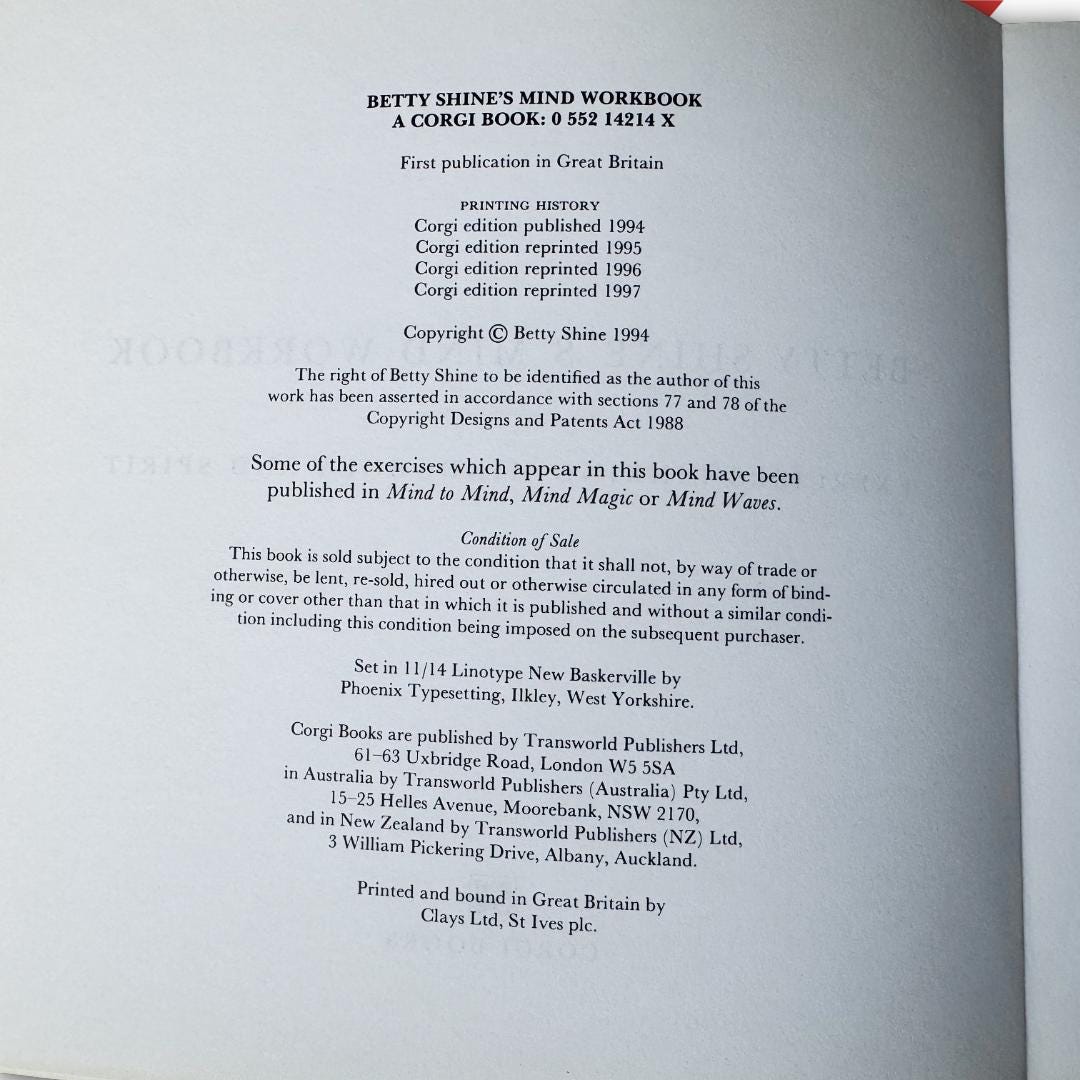 BETTY SHINE'S MIND WORKBOOK
A CORGI BOOK: 0 552 14214 X
First publication in Great Britain
PRINTING HISTORY
Corgi edition published 1994
Corgi edition reprinted 1995
Corgi edition reprinted 1996
Corgi edition reprinted 1997
Copyright © Betty Shine 1994
The right of Betty Shine to be identified as the author of this
work has been asserted in accordance with sections 77 and 78 of the
Copyright Designs and Patents Act 1988
Some of the exercises which appear in this book have been
published in Mind to Mind, Mind Magic or Mind Waves.
Condition of Sale
This book is sold subject to the condition that it shall not, by way of trade or
otherwise, be lent, re-sold, hired out or otherwise circulated in any form of bind-
ing or cover other than that in which it is published and without a similar condi-
tion including this condition being imposed on the subsequent purchaser.
Set in 11/14 Linotype New Baskerville by
Phoenix Typesetting, Ilkley, West Yorkshire.
Corgi Books are published by Transworld Publishers Ltd,
61–63 Uxbridge Road, London W5 5SA
in Australia by Transworld Publishers (Australia) Pty Ltd,
15–25 Helles Avenue, Moorebank, NSW 2170,
and in New Zealand by Transworld Publishers (NZ) Ltd,
3 William Pickering Drive, Albany, Auckland.
Printed and bound in Great Britain by
Clays Ltd, St Ives plc.